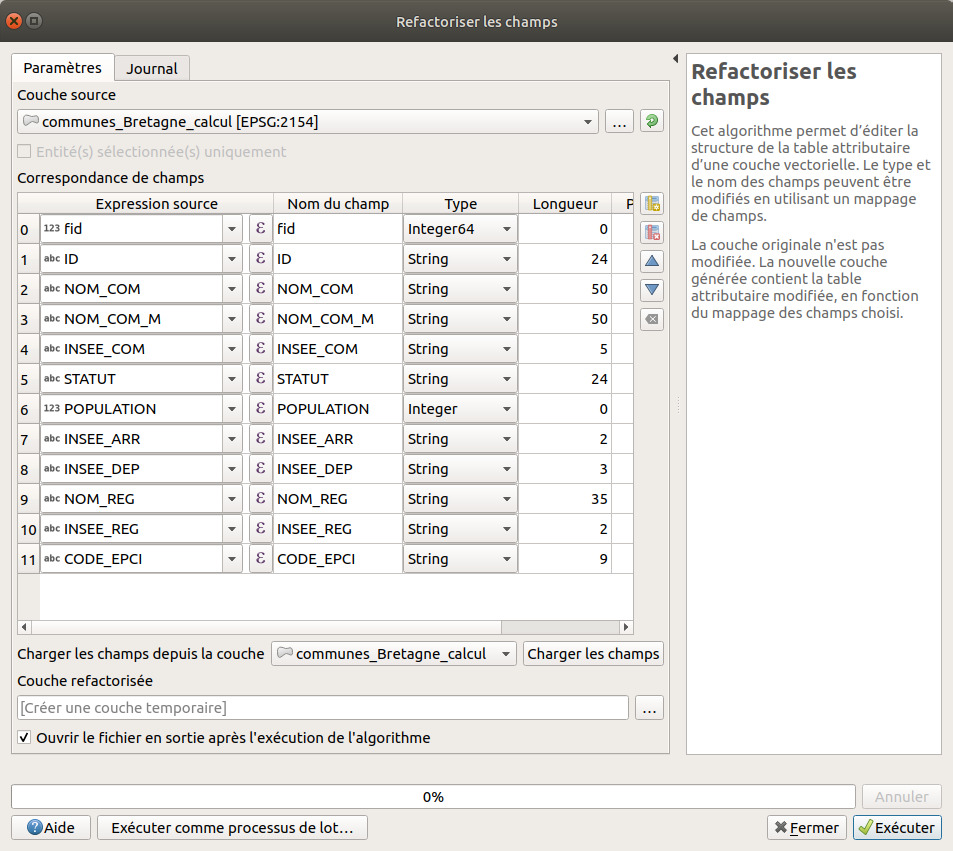 Refactoriser les champs
Paramètres Journal
Couche source
communes_Bretagne_calcul [EPSG:2154] ...
Entité(s) sélectionnée(s) uniquement
Correspondance de champs
Expression source Nom du champ Type Longueur P
0 123 fid ε fid Integer64 0
1 abc ID ε ID String 24
2 abc NOM_COM ε NOM_COM String 50
3 abc NOM_COM_M ε NOM_COM_M String 50
4 abc INSEE_COM ε INSEE_COM String 5
5 abc STATUT ε STATUT String 24
6 123 POPULATION ε POPULATION Integer 0
7 abc INSEE_ARR ε INSEE_ARR String 2
8 abc INSEE_DEP ε INSEE_DEP String 3
9 abc NOM_REG ε NOM_REG String 35
10 abc INSEE_REG ε INSEE_REG String 2
11 abc CODE_EPCI ε CODE_EPCI String 9
Charger les champs depuis la couche communes_Bretagne_calcul Charger les champs
Couche refactorisée
[Créer une couche temporaire] ...
Ouvrir le fichier en sortie après l'exécution de l'algorithme
Refactoriser les
champs
Cet algorithme permet d’éditer la
structure de la table attributaire
d’une couche vectorielle. Le type et
le nom des champs peuvent être
modifiés en utilisant un mappage
de champs.
La couche originale n'est pas
modifiée. La nouvelle couche
générée contient la table
attributaire modifiée, en fonction
du mappage des champs choisi.
0% Annuler
?Aide Exécuter comme processus de lot… Fermer Exécuter